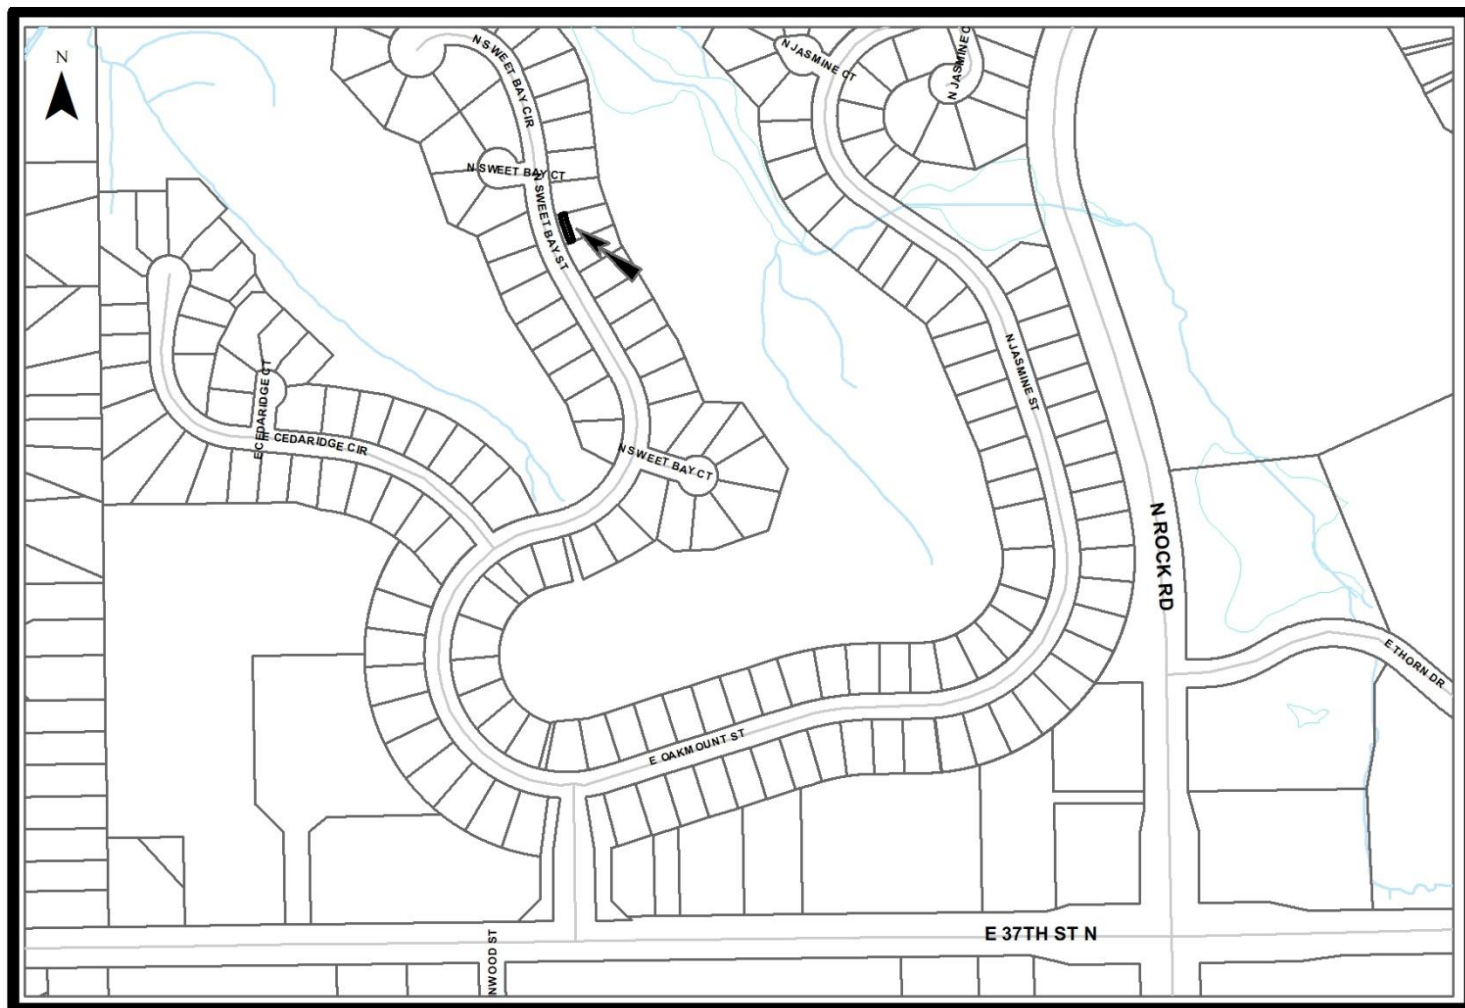 N
N SWEET BAY CIR
N JASMINE CT
N JASMINE C
N SWEET BAY CT
N SWEET BAY ST
E CEDARIDGE CT
E CEDARIDGE CIR
N JASMINE ST
N SWEET BAY CT
N ROCK RD
E THORN DR
E OAKMOUNT ST
E 37TH ST N
NWOOD ST